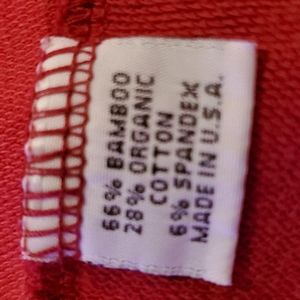 66% BAMBOO
28% ORGANIC
COTTON
6% SPANDEX
MADE IN U.S.A.